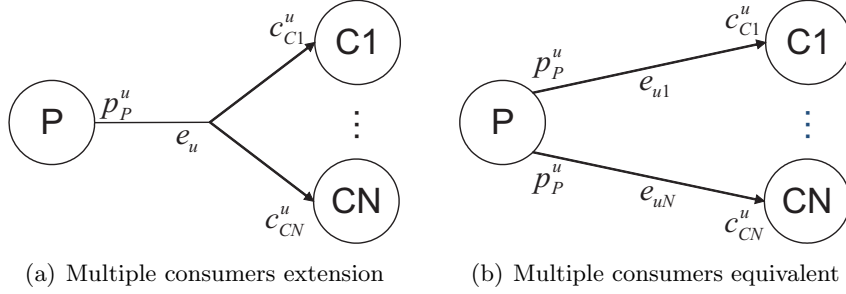 c^u_{C1} C1 c^u_{C1} C1
p^u_P p^u_P
P e_u ⋮ P e_{u1} ⋮
p^u_P e_{uN}
c^u_{CN} CN c^u_{CN} CN
(a) Multiple consumers extension (b) Multiple consumers equivalent